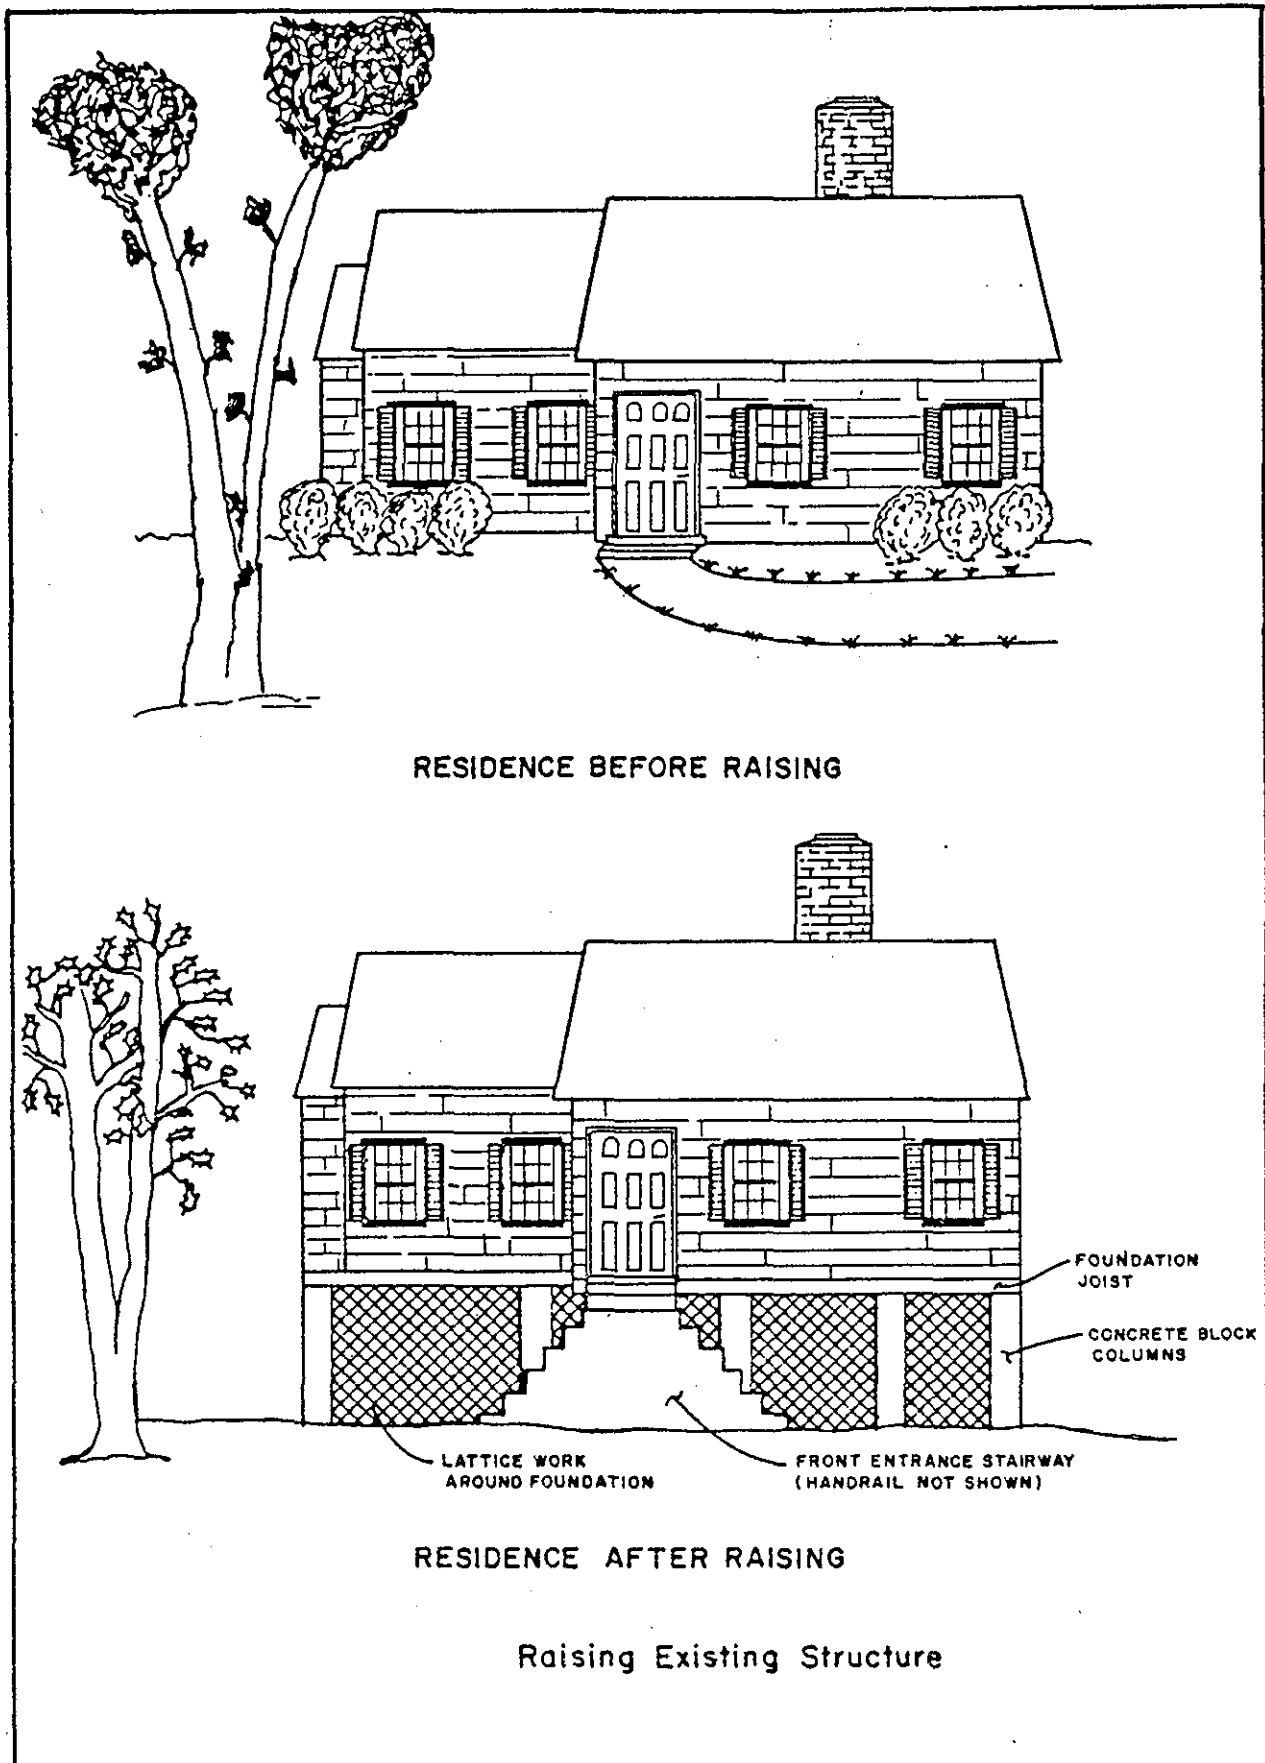 RESIDENCE BEFORE RAISING
FOUNDATION
JOIST
CONCRETE BLOCK
COLUMNS
LATTICE WORK
AROUND FOUNDATION
FRONT ENTRANCE STAIRWAY
(HANDRAIL NOT SHOWN)
RESIDENCE AFTER RAISING
Raising Existing Structure